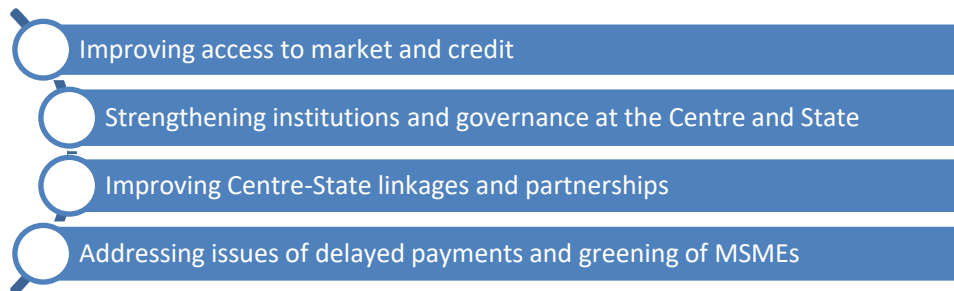 Improving access to market and credit
Strengthening institutions and governance at the Centre and State
Improving Centre-State linkages and partnerships
Addressing issues of delayed payments and greening of MSMEs